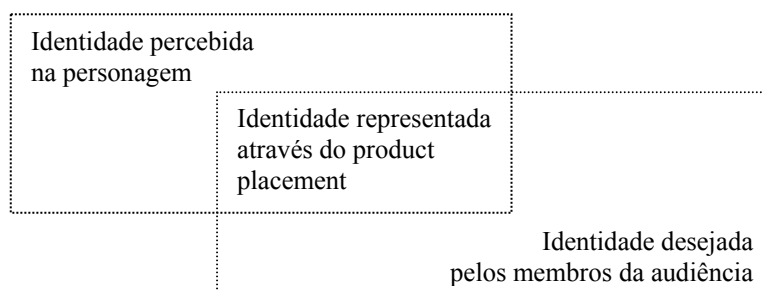 Identidade percebida
na personagem
Identidade representada
através do product
placement
Identidade desejada
pelos membros da audiência